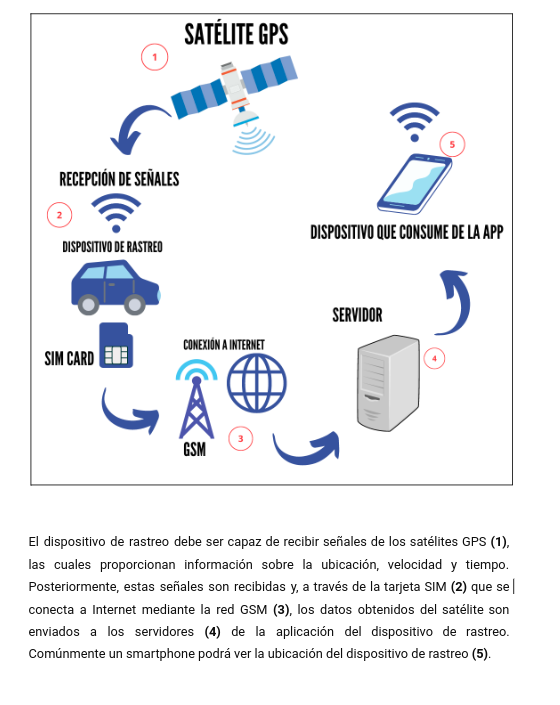 SATÉLITE GPS
1
RECEPCIÓN DE SEÑALES
2
DISPOSITIVO DE RASTREO
SIM CARD
CONEXIÓN A INTERNET
GSM
3
SERVIDOR
4
5
DISPOSITIVO QUE CONSUME DE LA APP
El dispositivo de rastreo debe ser capaz de recibir señales de los satélites GPS (1),
las cuales proporcionan información sobre la ubicación, velocidad y tiempo.
Posteriormente, estas señales son recibidas y, a través de la tarjeta SIM (2) que se
conecta a Internet mediante la red GSM (3), los datos obtenidos del satélite son
enviados a los servidores (4) de la aplicación del dispositivo de rastreo.
Comúnmente un smartphone podrá ver la ubicación del dispositivo de rastreo (5).